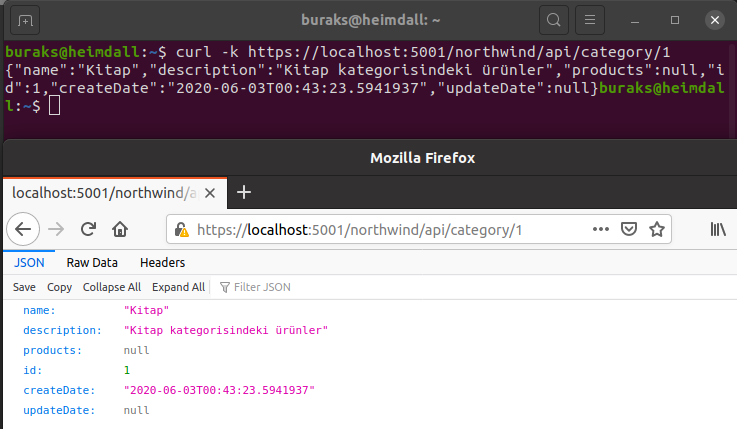 buraks@heimdall: ~
buraks@heimdall:~$ curl -k https://localhost:5001/northwind/api/category/1
{"name":"Kitap","description":"Kitap kategorisindeki ürünler","products":null,"i
d":1,"createDate":"2020-06-03T00:43:23.5941937","updateDate":null}buraks@heimdal
l:~$
Mozilla Firefox
localhost:5001/northwind/a
https://localhost:5001/northwind/api/category/1
JSON Raw Data Headers
Save Copy Collapse All Expand All Filter JSON
name: "Kitap"
description: "Kitap kategorisindeki ürünler"
products: null
id: 1
createDate: "2020-06-03T00:43:23.5941937"
updateDate: null